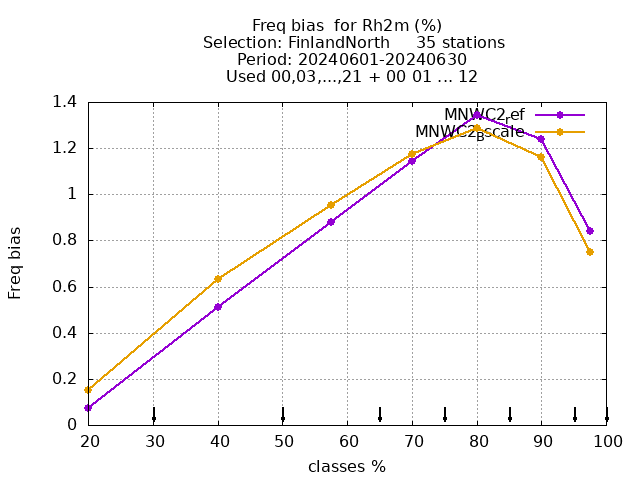 Freq bias  for Rh2m (%)
Selection: FinlandNorth     35 stations
Period: 20240601-20240630
Used 00,03,...,21 + 00 01 ... 12
MNWC2ref
MNWC2Bscale
1.4
1.2
1
0.8
0.6
0.4
0.2
0
Freq bias
20 30 40 50 60 70 80 90 100
classes %